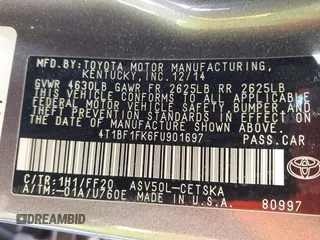 MFD. BY:TOYOTA MOTOR MANUFACTURING,
KENTUCKY, INC. 12/14
GVWR 4630LB GAWR FR 2625LB RR 2625LB
THIS VEHICLE CONFORMS TO ALL APPLICABLE
FEDERAL MOTOR VEHICLE SAFETY, BUMPER, AND
THEFT PREVENTION STANDARDS IN EFFECT ON
THE DATE OF MANUFACTURE SHOWN ABOVE.
4T1BF1FK6FU901697 PASS.CAR
C/TR:1H1/FF20 ASV50L-CETSKA
A/TM:-01A/U760E MADE IN U.S.A.
80997
DREAMBID